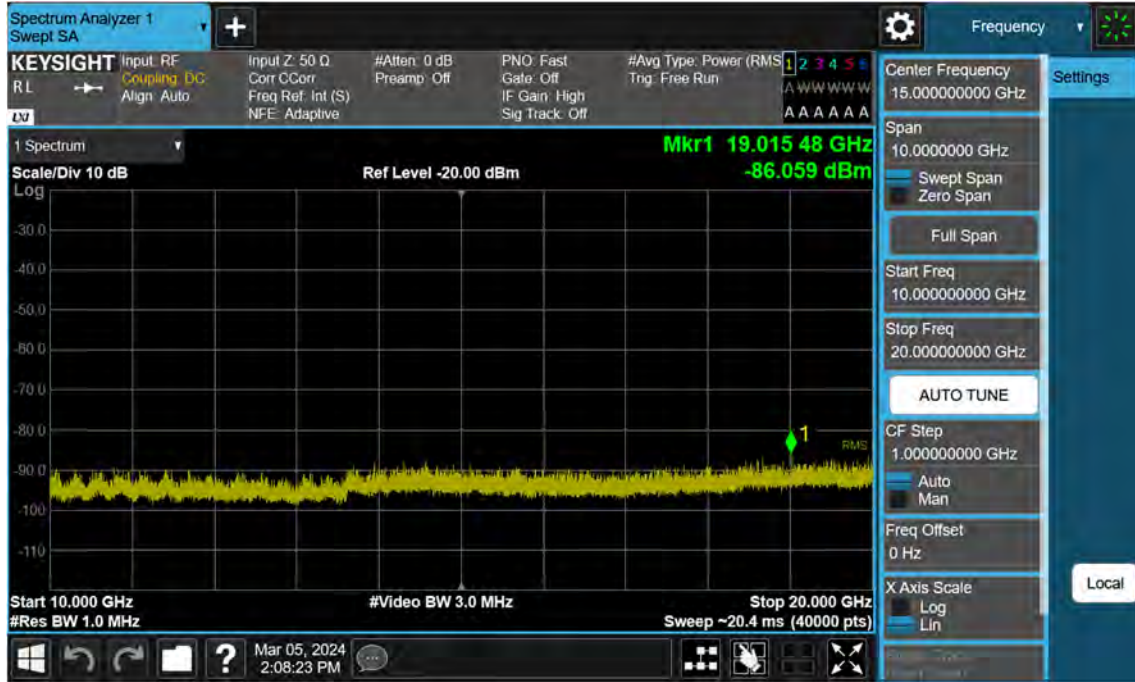 Spectrum Analyzer 1
Swept SA
Frequency
KEYSIGHT
RL
LXI
Input: RF
Coupling: DC
Align: Auto
Input Z: 50 Ω
Corr CCorr
Freq Ref: Int (S)
NFE: Adaptive
#Atten: 0 dB
Preamp: Off
PNO: Fast
Gate: Off
IF Gain: High
Sig Track: Off
#Avg Type: Power (RMS
Trig: Free Run
1 2 3 4 5 6
A W W W W W
A A A A A A
1 Spectrum
Scale/Div 10 dB
Ref Level -20.00 dBm
Mkr1 19.015 48 GHz
-86.059 dBm
Log
-30.0
-40.0
-50.0
-60.0
-70.0
-80.0
-90.0
-100
-110
1
RMS
Start 10.000 GHz
#Video BW 3.0 MHz
Stop 20.000 GHz
#Res BW 1.0 MHz
Sweep ~20.4 ms (40000 pts)
Mar 05, 2024
2:08:23 PM
?
Center Frequency
15.000000000 GHz
Settings
Span
10.0000000 GHz
Swept Span
Zero Span
Full Span
Start Freq
10.000000000 GHz
Stop Freq
20.000000000 GHz
AUTO TUNE
CF Step
1.000000000 GHz
Auto
Man
Freq Offset
0 Hz
X Axis Scale
Log
Lin
Local